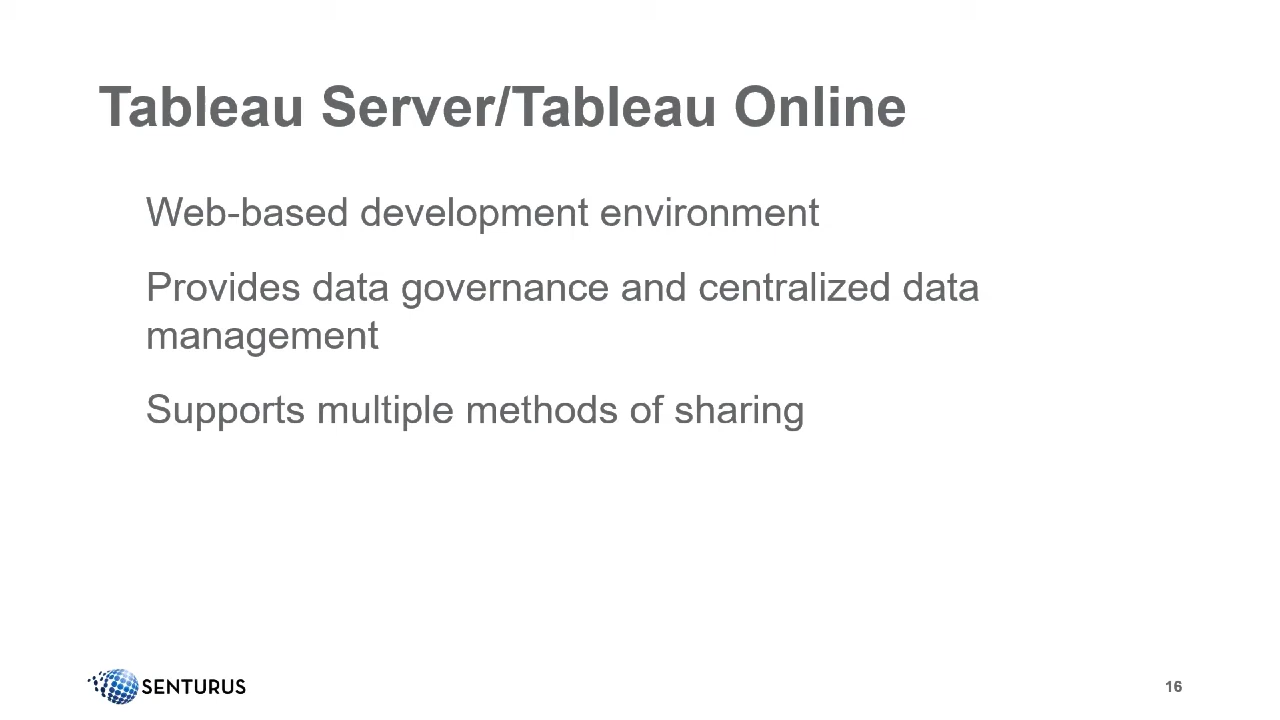 Tableau Server/Tableau Online
Web-based development environment
Provides data governance and centralized data
management
Supports multiple methods of sharing
SENTURUS
16